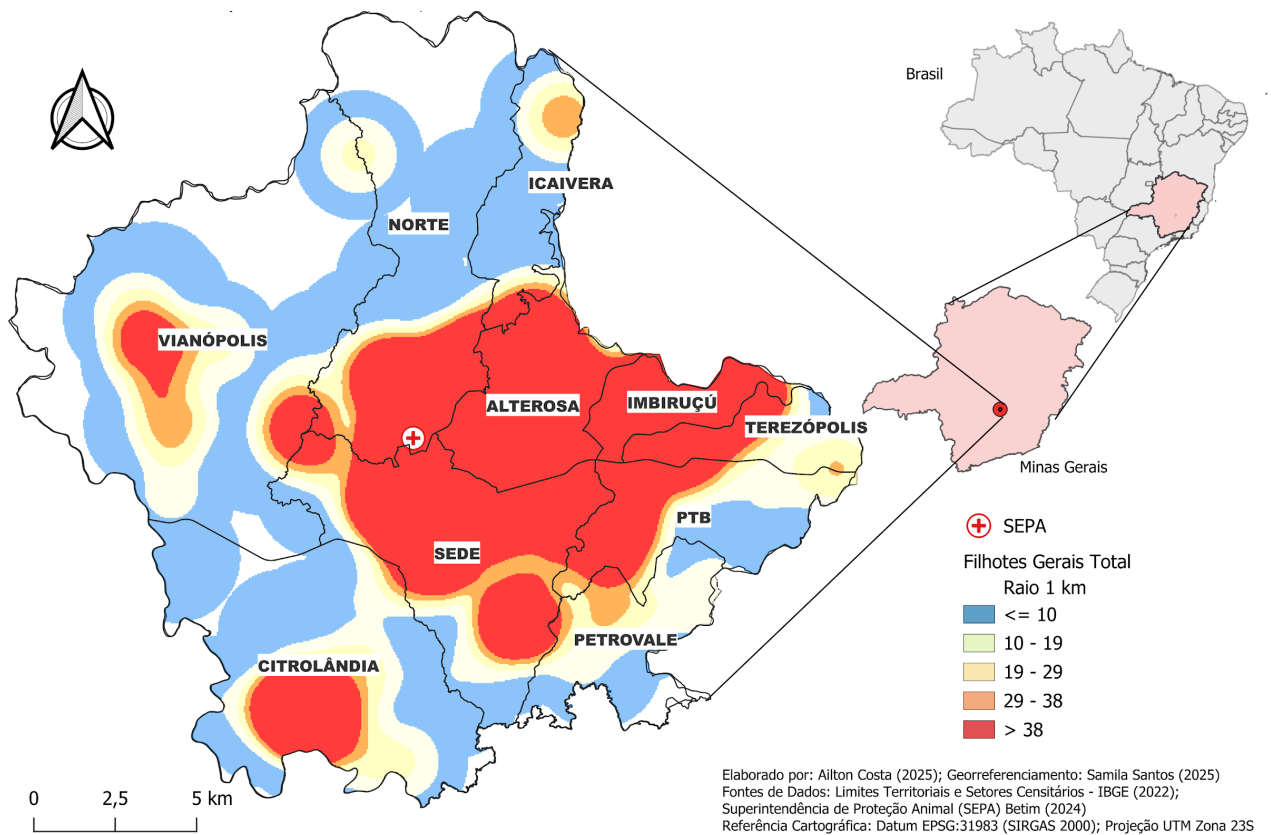 Brasil
ICAIVERA
NORTE
VIANÓPOLIS
ALTEROSA
IMBIRUÇÚ
TEREZÓPOLIS
Minas Gerais
PTB
SEDE
PETROVALE
CITROLÂNDIA
SEPA
Filhotes Gerais Total
Raio 1 km
<= 10
10 - 19
19 - 29
29 - 38
> 38
0 2,5 5 km
Elaborado por: Ailton Costa (2025); Georreferenciamento: Samila Santos (2025)
Fontes de Dados: Limites Territoriais e Setores Censitários - IBGE (2022);
Superintendência de Proteção Animal (SEPA) Betim (2024)
Referência Cartográfica: Datum EPSG:31983 (SIRGAS 2000); Projeção UTM Zona 23S